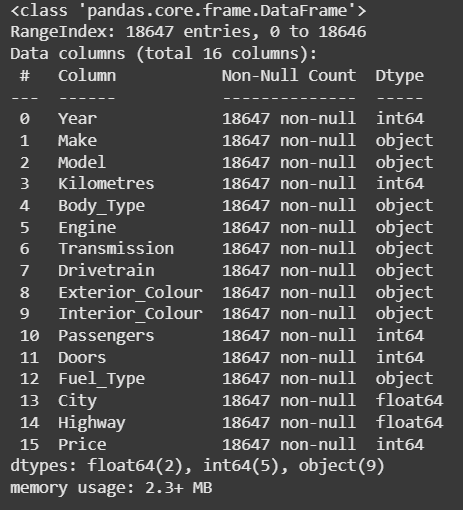 <class 'pandas.core.frame.DataFrame'>
RangeIndex: 18647 entries, 0 to 18646
Data columns (total 16 columns):
 #   Column           Non-Null Count  Dtype
---  ------           --------------  -----
 0   Year             18647 non-null  int64
 1   Make             18647 non-null  object
 2   Model            18647 non-null  object
 3   Kilometres       18647 non-null  int64
 4   Body_Type        18647 non-null  object
 5   Engine           18647 non-null  object
 6   Transmission     18647 non-null  object
 7   Drivetrain       18647 non-null  object
 8   Exterior_Colour  18647 non-null  object
 9   Interior_Colour  18647 non-null  object
 10  Passengers       18647 non-null  int64
 11  Doors            18647 non-null  int64
 12  Fuel_Type        18647 non-null  object
 13  City             18647 non-null  float64
 14  Highway          18647 non-null  float64
 15  Price            18647 non-null  int64
dtypes: float64(2), int64(5), object(9)
memory usage: 2.3+ MB